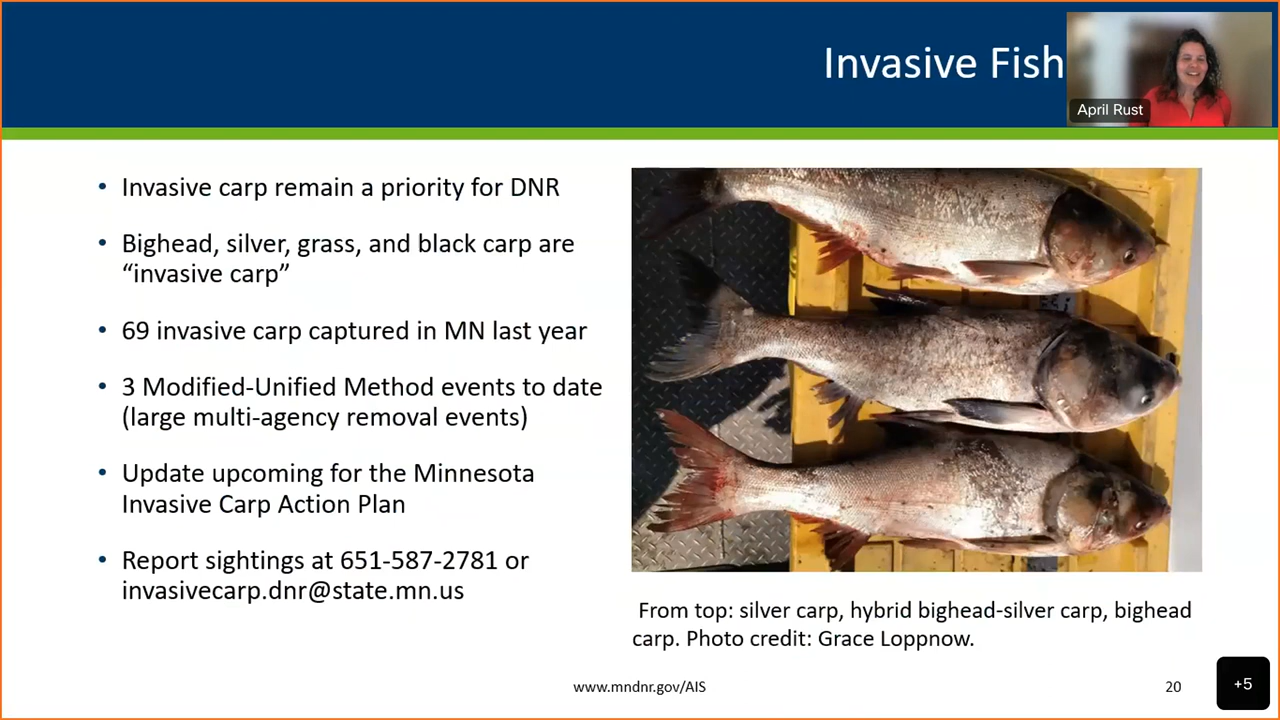 Invasive Fish
April Rust
• Invasive carp remain a priority for DNR
• Bighead, silver, grass, and black carp are
“invasive carp”
• 69 invasive carp captured in MN last year
• 3 Modified-Unified Method events to date
(large multi-agency removal events)
• Update upcoming for the Minnesota
Invasive Carp Action Plan
• Report sightings at 651-587-2781 or
invasivecarp.dnr@state.mn.us
From top: silver carp, hybrid bighead-silver carp, bighead
carp. Photo credit: Grace Loppnow.
www.mndnr.gov/AIS
20
+5